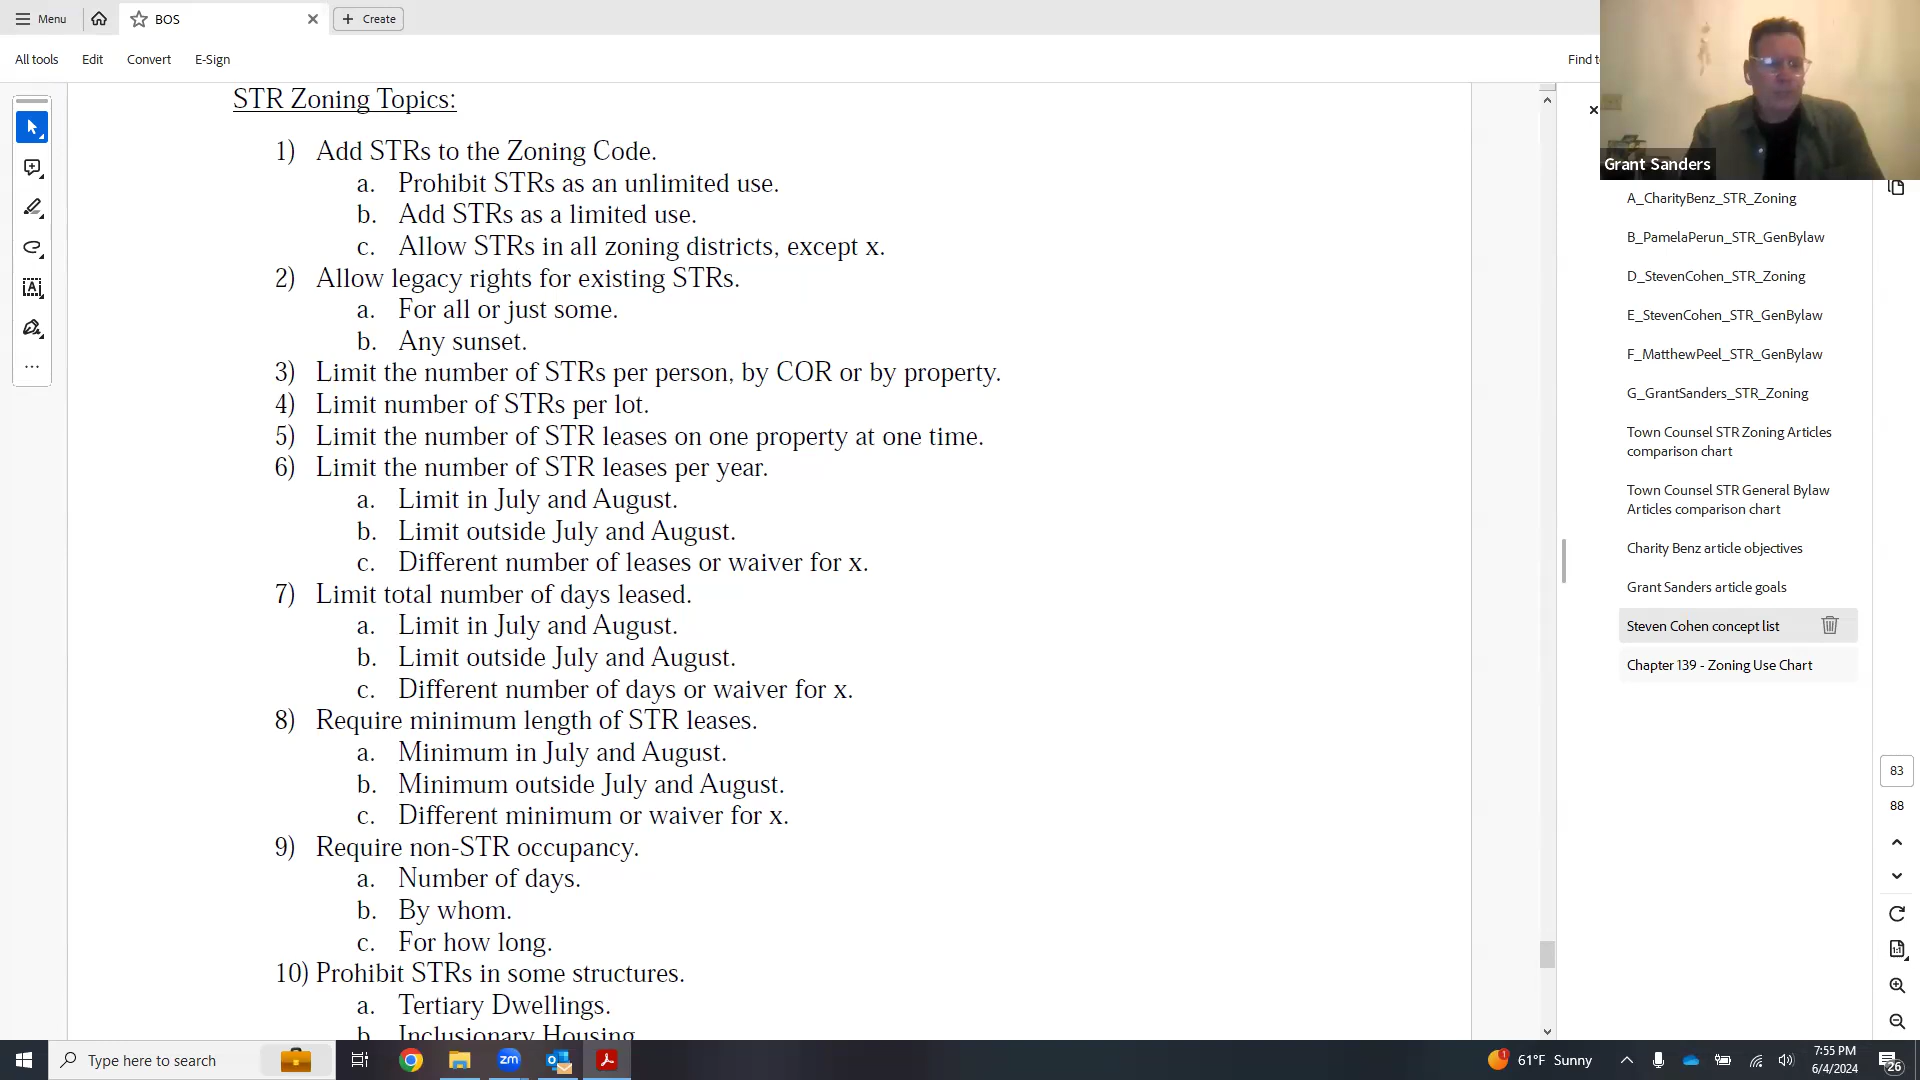 Menu
BOS
Create
All tools
Edit
Convert
E-Sign
Find
STR Zoning Topics:
1) Add STRs to the Zoning Code.
a. Prohibit STRs as an unlimited use.
b. Add STRs as a limited use.
c. Allow STRs in all zoning districts, except x.
2) Allow legacy rights for existing STRs.
a. For all or just some.
b. Any sunset.
3) Limit the number of STRs per person, by COR or by property.
4) Limit number of STRs per lot.
5) Limit the number of STR leases on one property at one time.
6) Limit the number of STR leases per year.
a. Limit in July and August.
b. Limit outside July and August.
c. Different number of leases or waiver for x.
7) Limit total number of days leased.
a. Limit in July and August.
b. Limit outside July and August.
c. Different number of days or waiver for x.
8) Require minimum length of STR leases.
a. Minimum in July and August.
b. Minimum outside July and August.
c. Different minimum or waiver for x.
9) Require non-STR occupancy.
a. Number of days.
b. By whom.
c. For how long.
10) Prohibit STRs in some structures.
a. Tertiary Dwellings.
b. Inclusionary Housing
Grant Sanders
A_CharityBenz_STR_Zoning
B_PamelaPerun_STR_GenBylaw
D_StevenCohen_STR_Zoning
E_StevenCohen_STR_GenBylaw
F_MatthewPeel_STR_GenBylaw
G_GrantSanders_STR_Zoning
Town Counsel STR Zoning Articles
comparison chart
Town Counsel STR General Bylaw
Articles comparison chart
Charity Benz article objectives
Grant Sanders article goals
Steven Cohen concept list
Chapter 139 - Zoning Use Chart
83
88
Type here to search
zm
1
61°F Sunny
7:55 PM
6/4/2024
26